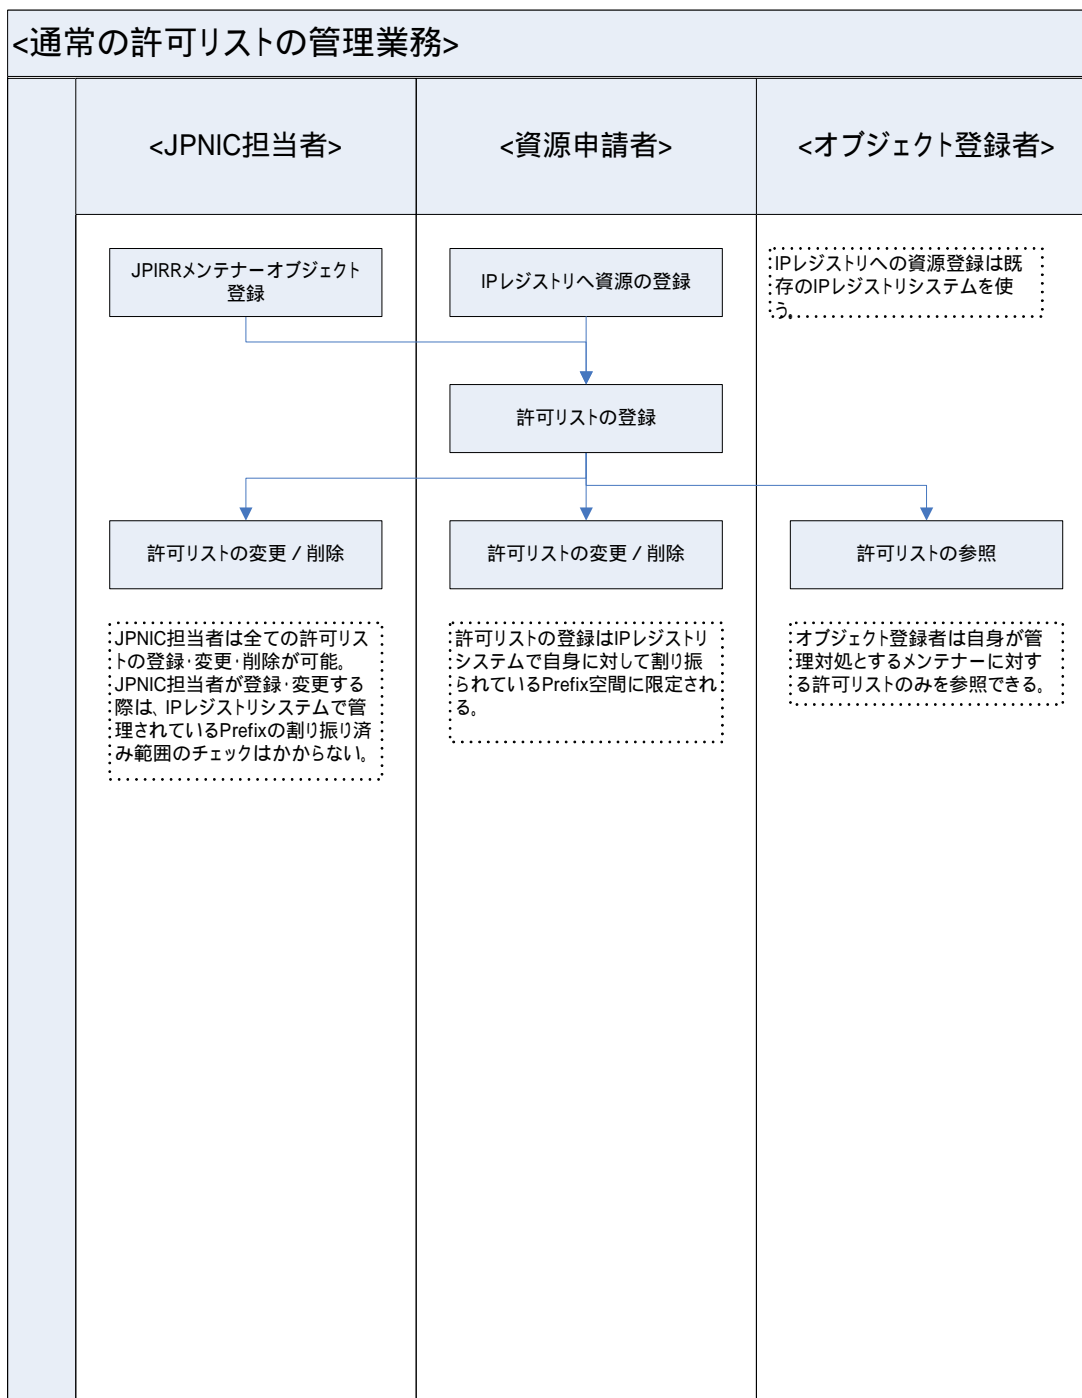 <通常の許可リストの管理業務>
<JPNIC担当者>
<資源申請者>
<オブジェクト登録者>
JPIRRメンテナーオブジェクト
登録
IPレジストリへ資源の登録
IPレジストリへの資源登録は既
存のIPレジストリシステムを使
う。
許可リストの登録
許可リストの変更 / 削除
許可リストの変更 / 削除
許可リストの参照
JPNIC担当者は全ての許可リス
トの登録・変更・削除が可能。
JPNIC担当者が登録・変更する
際は、IPレジストリシステムで管
理されているPrefixの割り振り済
み範囲のチェックはかからない。
許可リストの登録はIPレジストリ
システムで自身に対して割り振
られているPrefix空間に限定され
る。
オブジェクト登録者は自身が管
理対処とするメンテナーに対す
る許可リストのみを参照できる。